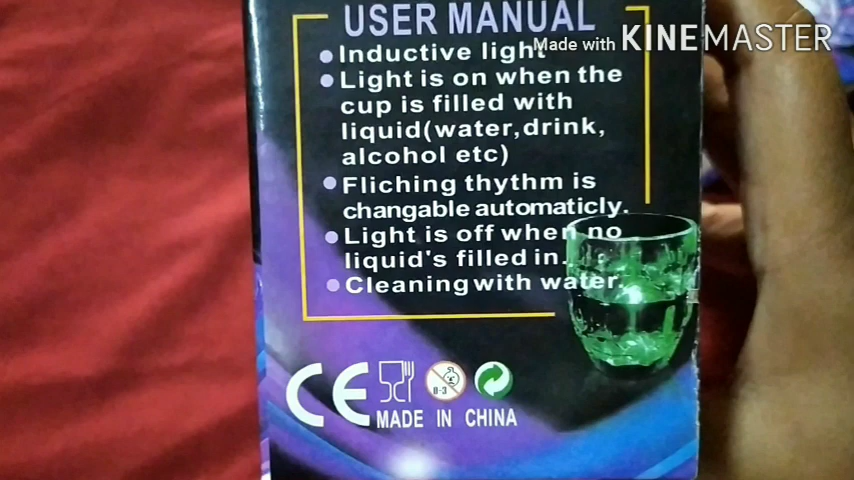 USER MANUAL
Made with KINEMASTER
Inductive light
Light is on when the
cup is filled with
liquid(water,drink,
alcohol etc)
Fliching thythm is
changable automaticly.
Light is off when no
liquid's filled in.
Cleaning with water.
CE
0-3
MADE IN CHINA